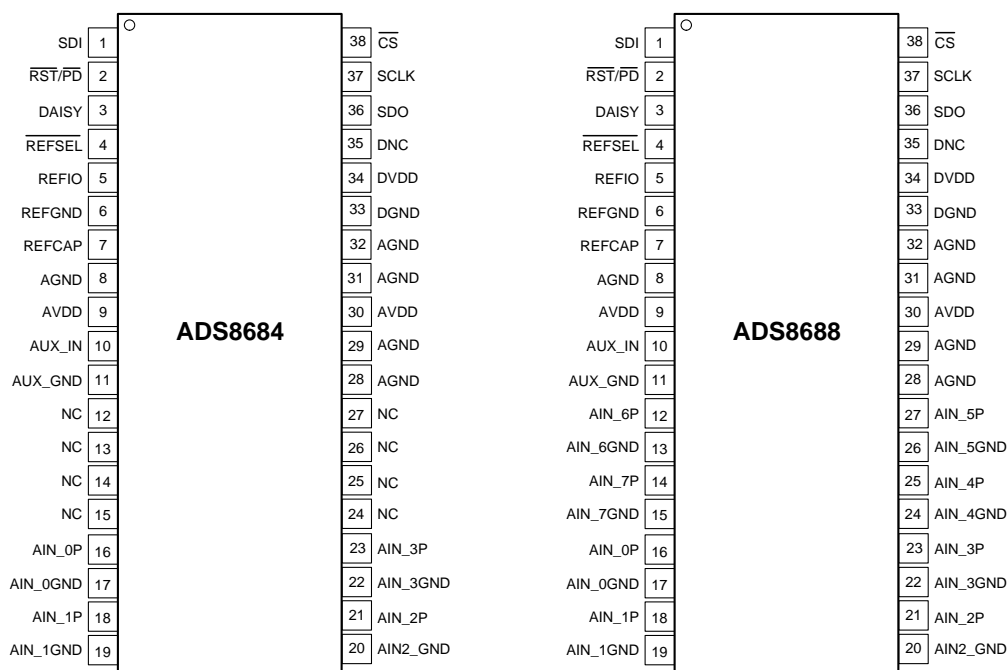 SDI 1
RST/PD 2
DAISY 3
REFSEL 4
REFIO 5
REFGND 6
REFCAP 7
AGND 8
AVDD 9
AUX_IN 10
AUX_GND 11
NC 12
NC 13
NC 14
NC 15
AIN_0P 16
AIN_0GND 17
AIN_1P 18
AIN_1GND 19
ADS8684
38 CS
37 SCLK
36 SDO
35 DNC
34 DVDD
33 DGND
32 AGND
31 AGND
30 AVDD
29 AGND
28 AGND
27 NC
26 NC
25 NC
24 NC
23 AIN_3P
22 AIN_3GND
21 AIN_2P
20 AIN2_GND
SDI 1
RST/PD 2
DAISY 3
REFSEL 4
REFIO 5
REFGND 6
REFCAP 7
AGND 8
AVDD 9
AUX_IN 10
AUX_GND 11
AIN_6P 12
AIN_6GND 13
AIN_7P 14
AIN_7GND 15
AIN_0P 16
AIN_0GND 17
AIN_1P 18
AIN_1GND 19
ADS8688
38 CS
37 SCLK
36 SDO
35 DNC
34 DVDD
33 DGND
32 AGND
31 AGND
30 AVDD
29 AGND
28 AGND
27 AIN_5P
26 AIN_5GND
25 AIN_4P
24 AIN_4GND
23 AIN_3P
22 AIN_3GND
21 AIN_2P
20 AIN2_GND